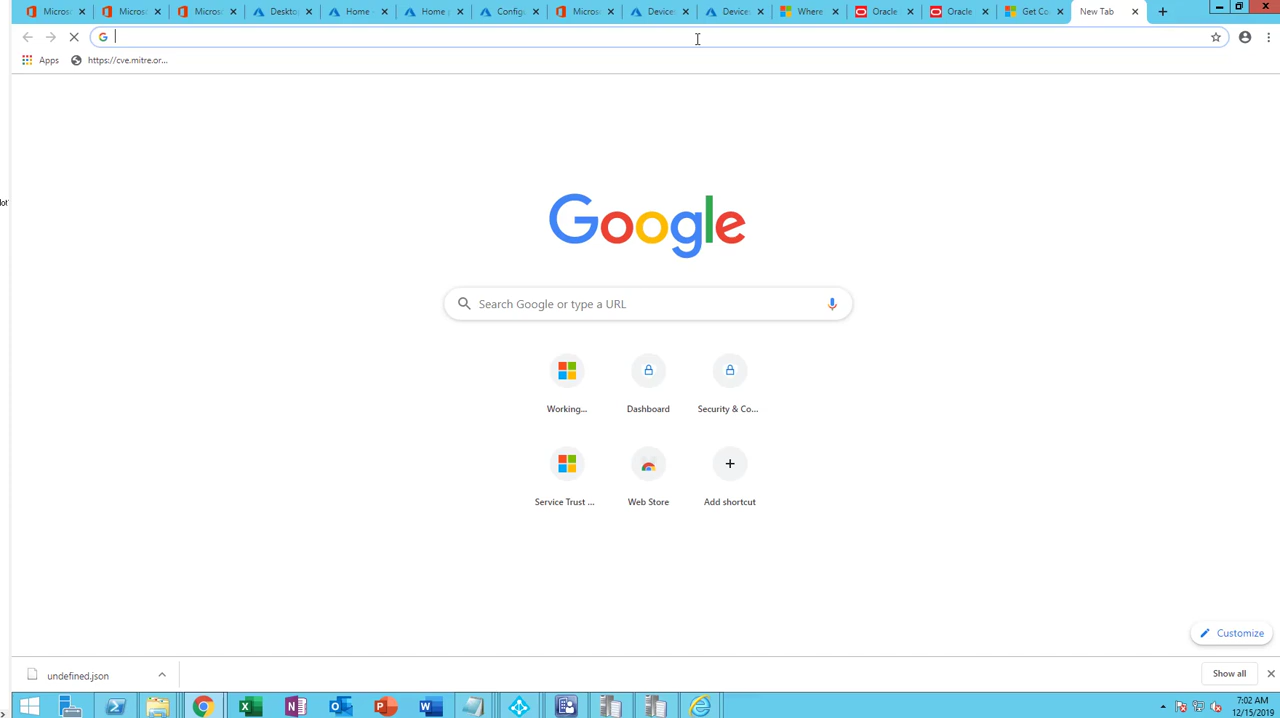 Micros
Micros
Micros
Deskto
Home -
Home
Config
Micros
Device
Device
Where
Oracle
Oracle
Get Co
New Tab
Apps
https://cve.mitre.or...
Google
Search Google or type a URL
Working...
Dashboard
Security & Co...
Service Trust ...
Web Store
Add shortcut
Customize
undefined.json
Show all
7:02 AM
12/15/2019